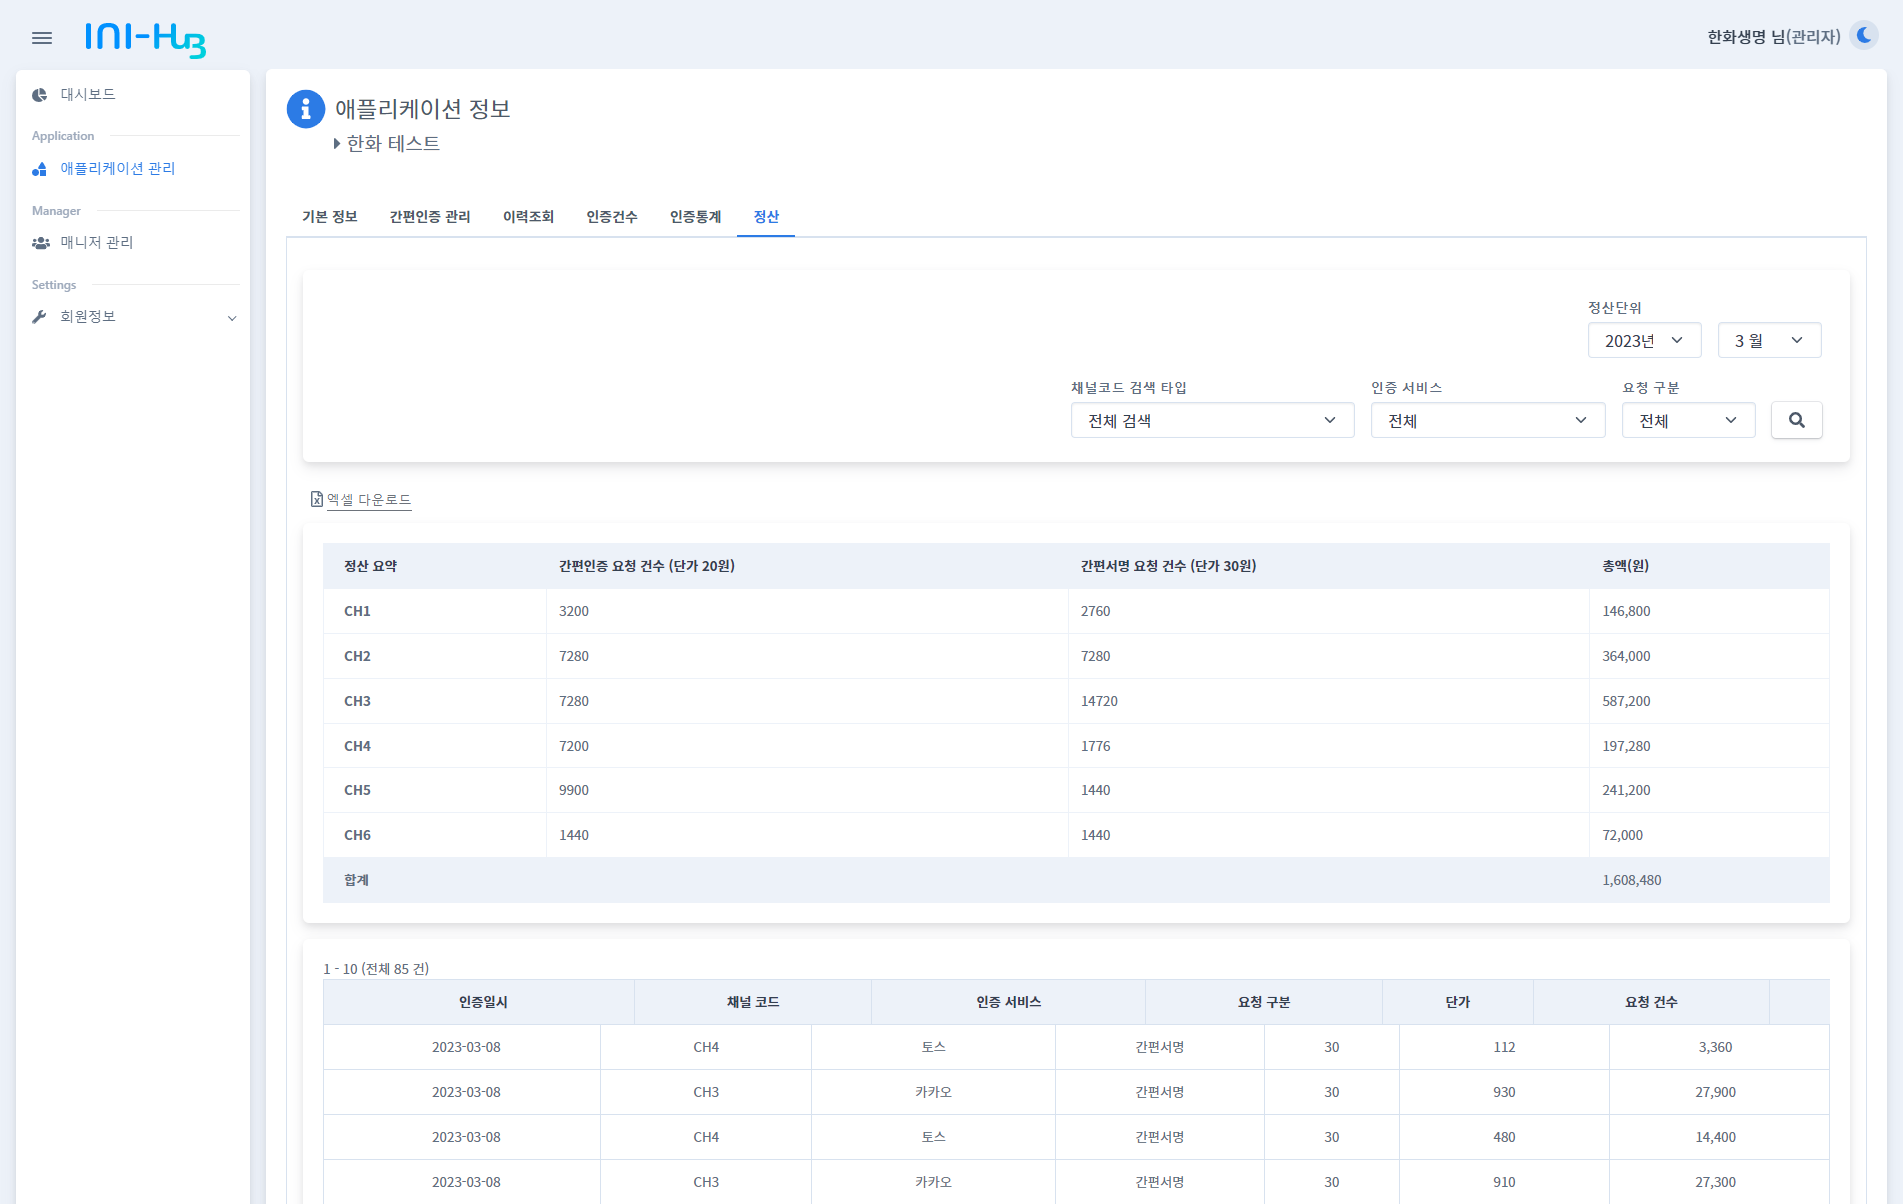 INI-HuB
한화생명 님(관리자)
대시보드
Application
애플리케이션 관리
Manager
매니저 관리
Settings
회원정보
애플리케이션 정보
한화 테스트
기본 정보 간편인증 관리 이력조회 인증건수 인증통계 정산
정산단위
2023년 3 월
채널코드 검색 타입 인증 서비스 요청 구분
전체 검색 전체 전체
엑셀 다운로드
정산 요약 간편인증 요청 건수 (단가 20원) 간편서명 요청 건수 (단가 30원) 총액(원)
CH1 3200 2760 146,800
CH2 7280 7280 364,000
CH3 7280 14720 587,200
CH4 7200 1776 197,280
CH5 9900 1440 241,200
CH6 1440 1440 72,000
합계 1,608,480
1 - 10 (전체 85 건)
인증일시 채널 코드 인증 서비스 요청 구분 단가 요청 건수
2023-03-08 CH4 토스 간편서명 30 112 3,360
2023-03-08 CH3 카카오 간편서명 30 930 27,900
2023-03-08 CH4 토스 간편서명 30 480 14,400
2023-03-08 CH3 카카오 간편서명 30 910 27,300